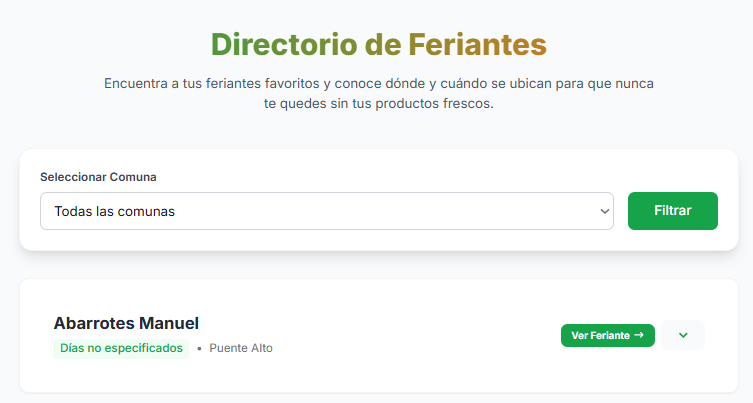 Directorio de Feriantes
Encuentra a tus feriantes favoritos y conoce dónde y cuándo se ubican para que nunca
te quedes sin tus productos frescos.
Seleccionar Comuna
Todas las comunas
Filtrar
Abarrotes Manuel
Días no especificados • Puente Alto
Ver Feriante →